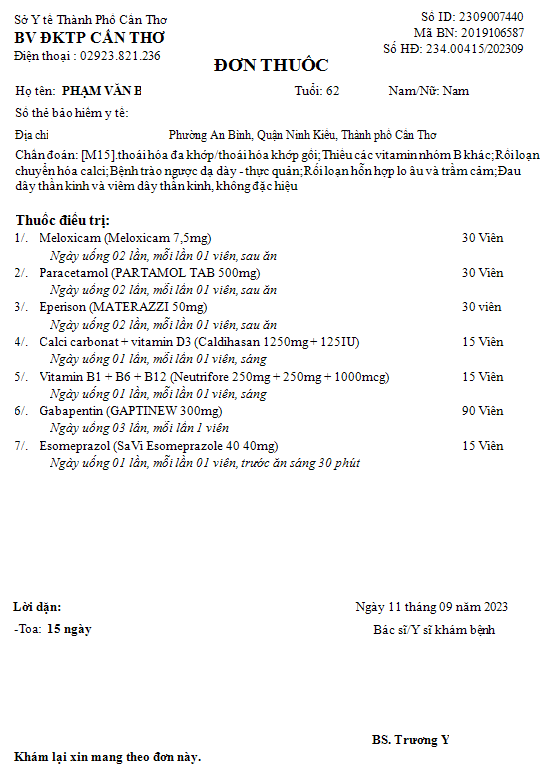 Sở Y tế Thành Phố Cần Thơ
BV ĐKTP CẦN THƠ
Điện thoại : 02923.821.236
Số ID: 2309007440
Mã BN: 2019106587
Số HĐ: 234.00415/202309
ĐƠN THUỐC
Họ tên: PHẠM VĂN B Tuổi: 62 Nam/Nữ: Nam
Số thẻ bảo hiểm y tế:
Địa chỉ Phường An Bình, Quận Ninh Kiều, Thành phố Cần Thơ
Chẩn đoán: [M15].thoái hóa đa khớp/thoái hóa khớp gối;Thiếu các vitamin nhóm B khác;Rối loạn
chuyển hóa calci;Bệnh trào ngược dạ dày - thực quản;Rối loạn hỗn hợp lo âu và trầm cảm;Đau
dây thần kinh và viêm dây thần kinh, không đặc hiệu
Thuốc điều trị:
1/. Meloxicam (Meloxicam 7,5mg) 30 Viên
Ngày uống 02 lần, mỗi lần 01 viên, sau ăn
2/. Paracetamol (PARTAMOL TAB 500mg) 30 Viên
Ngày uống 02 lần, mỗi lần 01 viên, sau ăn
3/. Eperison (MATERAZZI 50mg) 30 viên
Ngày uống 02 lần, mỗi lần 01 viên, sau ăn
4/. Calci carbonat + vitamin D3 (Caldihasan 1250mg + 125IU) 15 Viên
Ngày uống 01 lần, mỗi lần 01 viên, sáng
5/. Vitamin B1 + B6 + B12 (Neutrifore 250mg + 250mg + 1000mcg) 15 Viên
Ngày uống 01 lần, mỗi lần 01 viên, sáng
6/. Gabapentin (GAPTINEW 300mg) 90 Viên
Ngày uống 03 lần, mỗi lần 1 viên
7/. Esomeprazol (SaVi Esomeprazole 40 40mg) 15 Viên
Ngày uống 01 lần, mỗi lần 01 viên, trước ăn sáng 30 phút
Lời dặn: Ngày 11 tháng 09 năm 2023
-Toa: 15 ngày Bác sĩ/Y sĩ khám bệnh
BS. Trương Y
Khám lại xin mang theo đơn này.